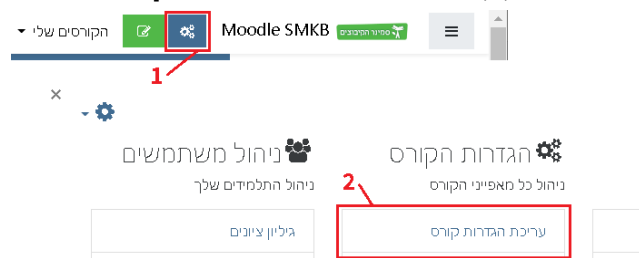 Moodle SMKB סמינר הקיבוצים
הקורסים שלי
1
×
הגדרות הקורס
ניהול כל מאפייני הקורס
2
עריכת הגדרות קורס
ניהול משתמשים
ניהול התלמידים שלך
גיליון ציונים